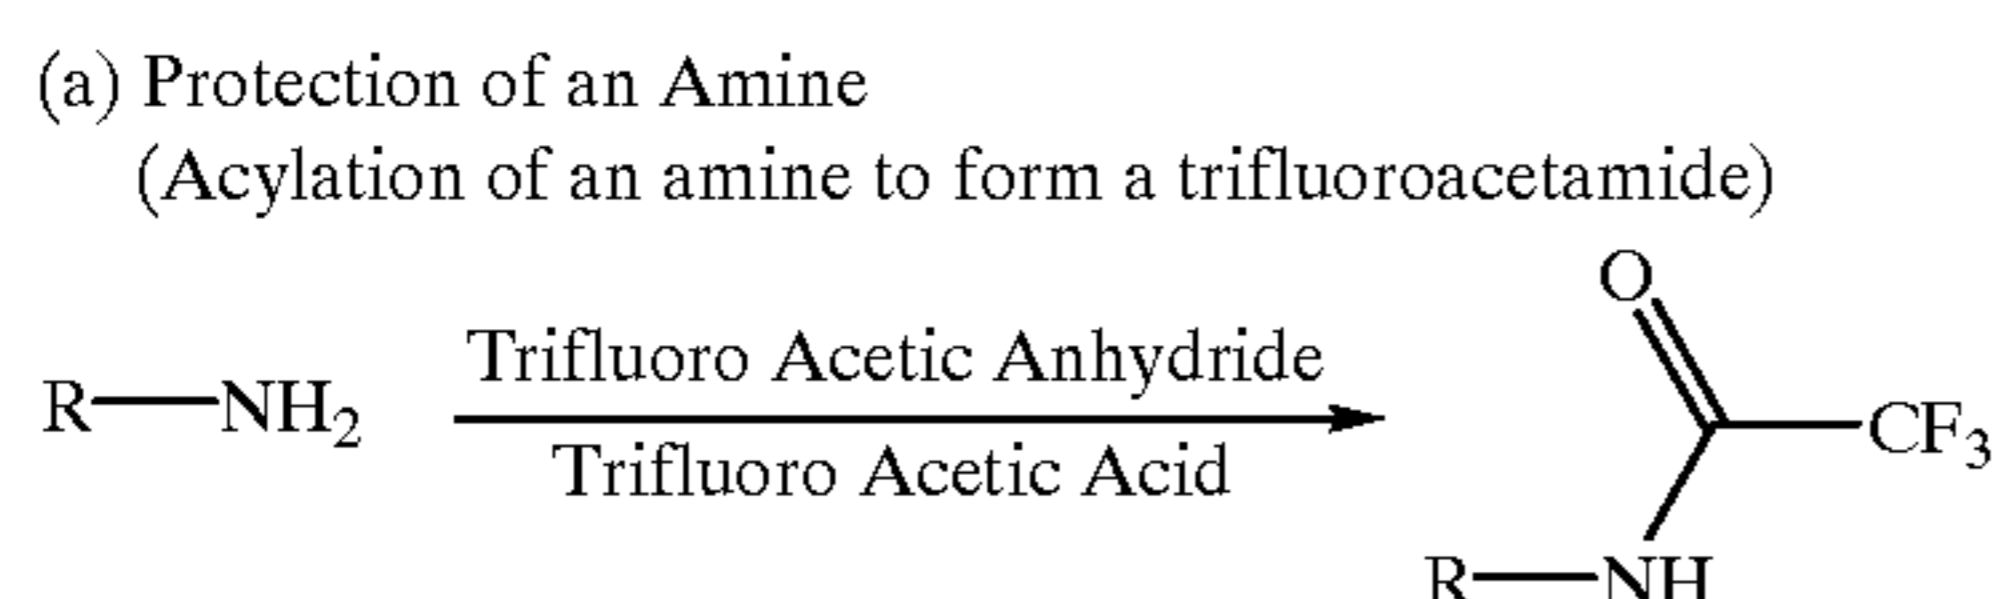 (a) Protection of an Amine
(Acylation of an amine to form a trifluoroacetamide)
O
Trifluoro Acetic Anhydride
R—NH₂
CF₃
Trifluoro Acetic Acid
R—NH